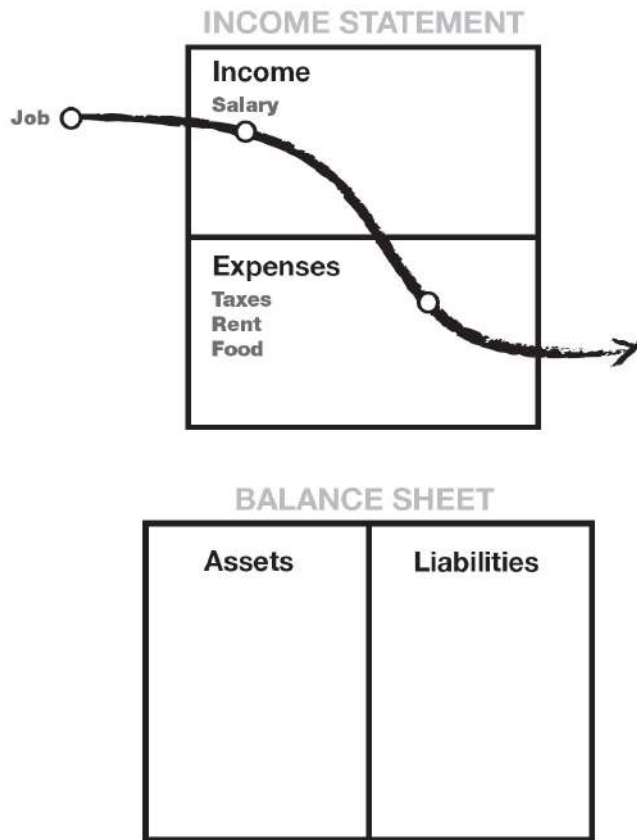 INCOME STATEMENT
Income
Job
Salary
Expenses
Taxes
Rent
Food
BALANCE SHEET
Assets
Liabilities